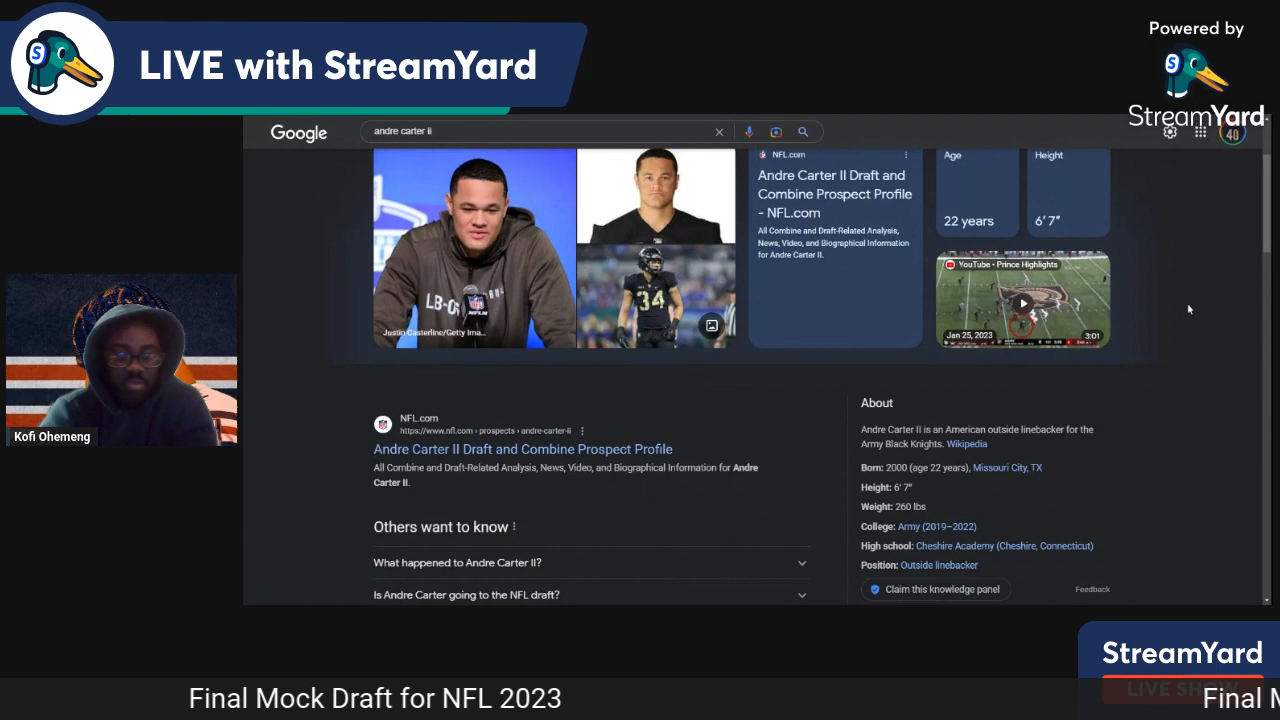 LIVE with StreamYard
Powered by
StreamYard
Google
andre carter ii
40
NFL.com
Andre Carter II Draft and
Combine Prospect Profile
- NFL.com
All Combine and Draft-Related Analysis,
News, Video, and Biographical Information
for Andre Carter II.
Age
22 years
Height
6' 7"
LB-0
NFL
34
Justin Casterline/Getty Ima...
YouTube • Prince Highlights
Jan 25, 2023
3:01
Kofi Ohemeng
NFL.com
https://www.nfl.com › prospects › andre-carter-ii
Andre Carter II Draft and Combine Prospect Profile
All Combine and Draft-Related Analysis, News, Video, and Biographical Information for Andre
Carter II.
Others want to know
What happened to Andre Carter II?
Is Andre Carter going to the NFL draft?
About
Andre Carter II is an American outside linebacker for the
Army Black Knights. Wikipedia
Born: 2000 (age 22 years), Missouri City, TX
Height: 6' 7"
Weight: 260 lbs
College: Army (2019–2022)
High school: Cheshire Academy (Cheshire, Connecticut)
Position: Outside linebacker
Claim this knowledge panel
Feedback
StreamYard
LIVE SHOW
Final Mock Draft for NFL 2023
Final M